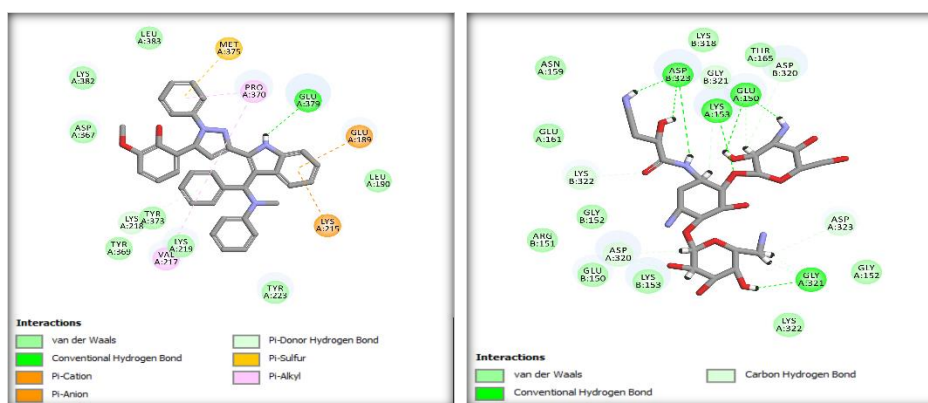 LEU
A:383
MET
A:375
LYS
A:382
PRO
A:370
GLU
A:379
ASP
A:367
GLU
A:189
LEU
A:190
LYS
A:218
TYR
A:373
LYS
A:215
TYR
A:369
LYS
A:219
VAL
A:217
TYR
A:223
Interactions
van der Waals
Conventional Hydrogen Bond
Pi-Cation
Pi-Anion
Pi-Donor Hydrogen Bond
Pi-Sulfur
Pi-Alkyl
LYS
B:318
THR
A:165
ASN
A:159
ASP
B:323
GLY
B:321
ASP
B:320
GLU
A:150
LYS
A:153
GLU
A:161
LYS
B:322
GLY
B:152
ASP
A:323
ARG
B:151
ASP
A:320
GLU
B:150
LYS
B:153
GLY
A:321
GLY
A:152
LYS
A:322
Interactions
van der Waals
Conventional Hydrogen Bond
Carbon Hydrogen Bond